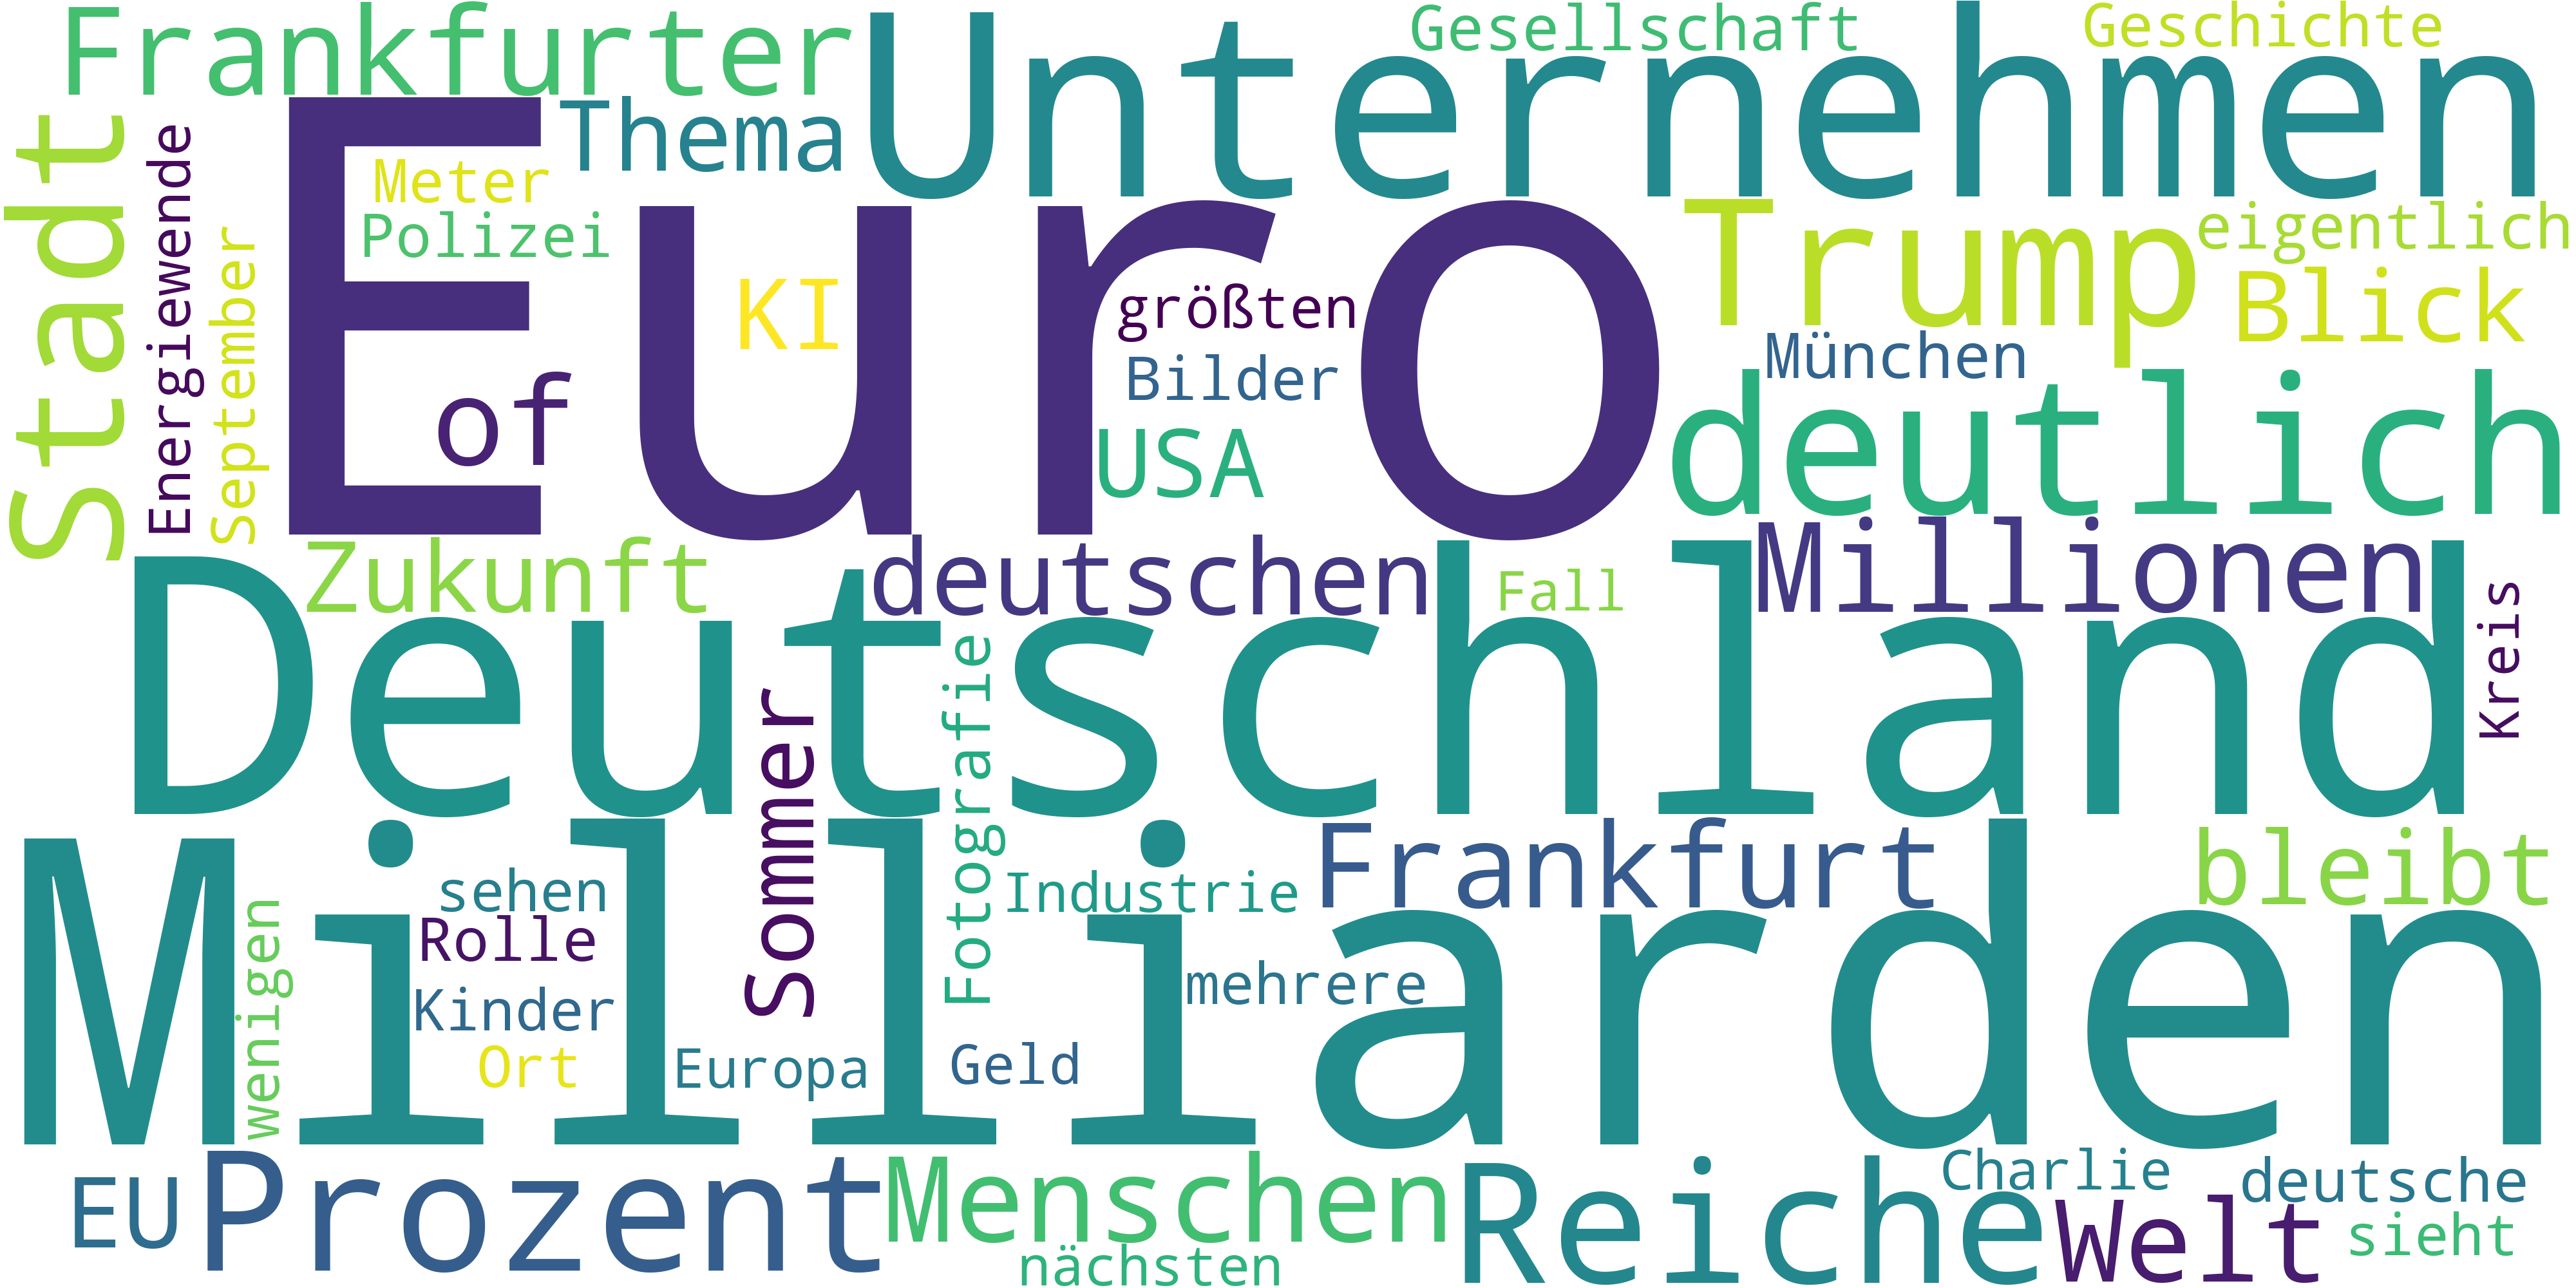 Frankfurter
Unternehmen
Gesellschaft
Geschichte
Stadt
Energiewende
September
Euro
Thema
Meter
Polizei
KI
of
größten
Bilder
USA
Trump
eigentlich
Blick
München
deutlich
Zukunft
deutschen
Fall
Millionen
Deutschland
Kreis
Sommer
Fotografie
Milliarden
wenigen
sehen
Rolle
Kinder
Ort
Europa
Geld
Industrie
mehrere
Frankfurt
bleibt
EU
Prozent
Menschen
nächsten
Reiche
Charlie
Welt
deutsche
sieht